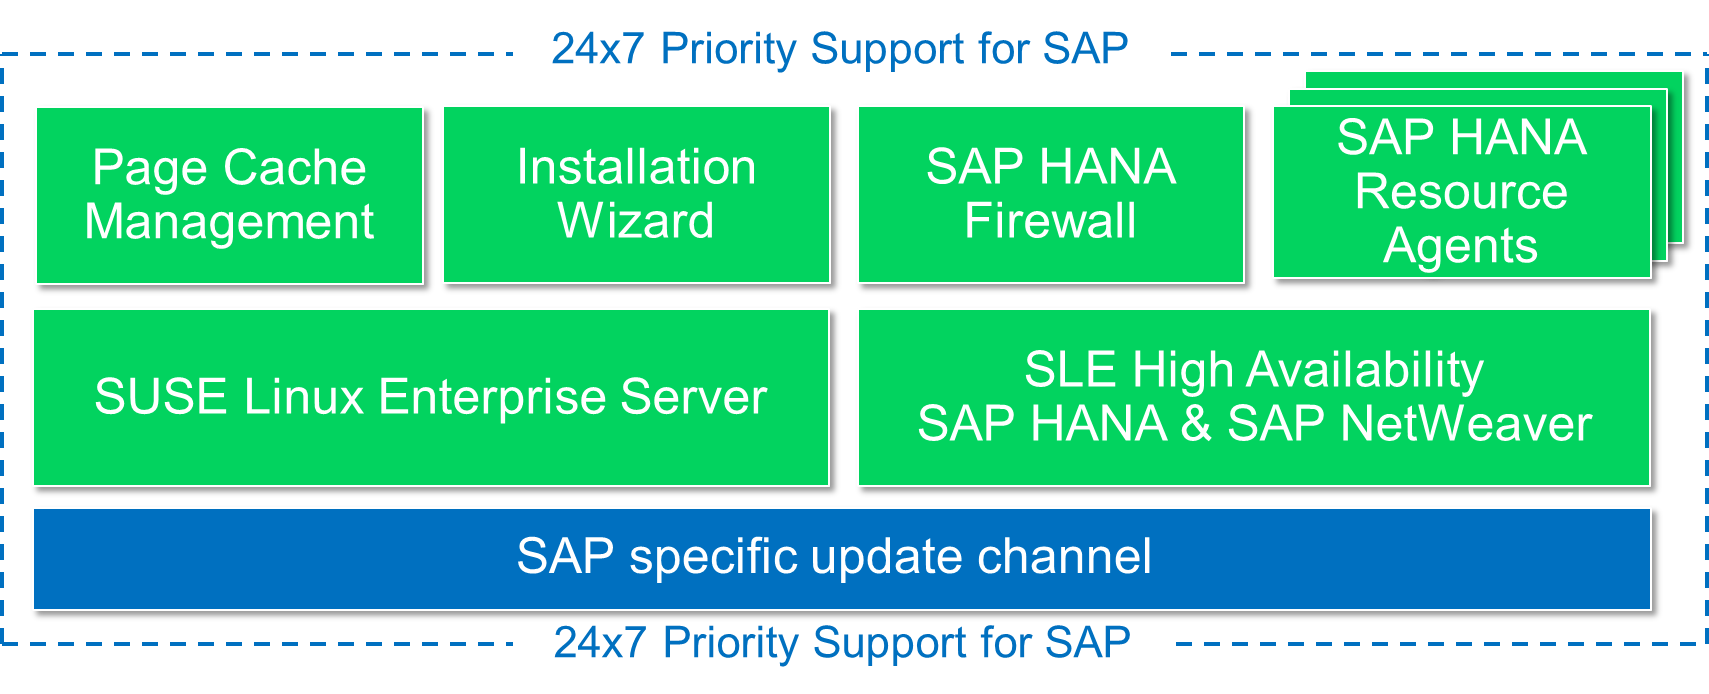 24x7 Priority Support for SAP
Page Cache
Management
Installation
Wizard
SAP HANA
Firewall
SAP HANA
Resource
Agents
SUSE Linux Enterprise Server
SLE High Availability
SAP HANA & SAP NetWeaver
SAP specific update channel
24x7 Priority Support for SAP